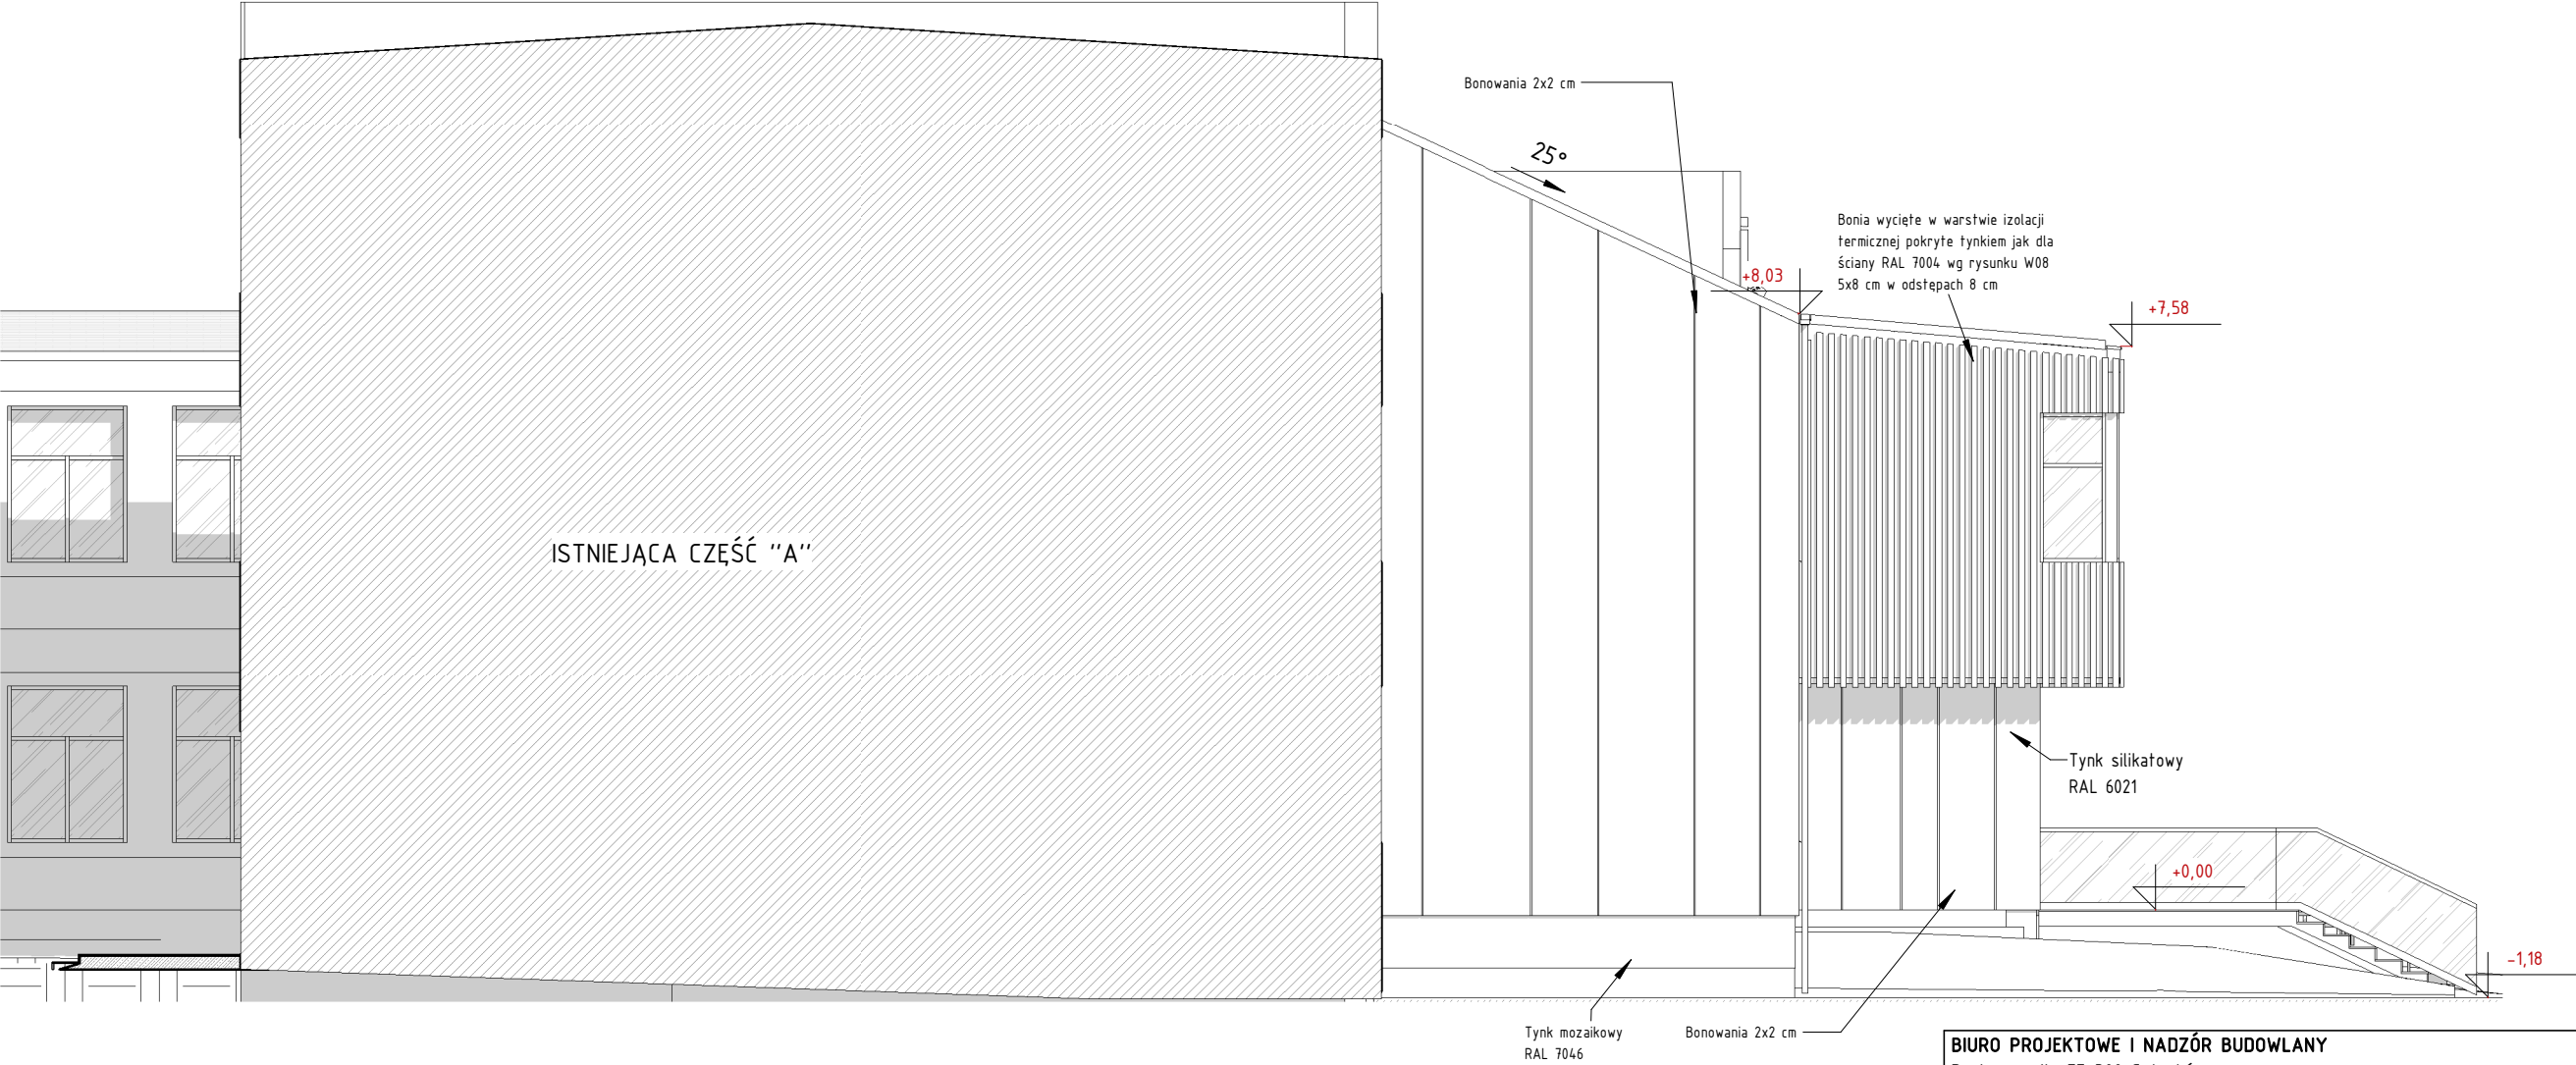 Bonowania 2x2 cm
25°
Bonia wycięte w warstwie izolacji
termicznej pokryte tynkiem jak dla
ściany RAL 7004 wg rysunku W08
5x8 cm w odstępach 8 cm
+8,03
+7,58
ISTNIEJĄCA CZĘŚĆ ''A''
Tynk silikatowy
RAL 6021
+0,00
-1,18
Tynk mozaikowy
RAL 7046
Bonowania 2x2 cm
BIURO PROJEKTOWE I NADZÓR BUDOWLANY